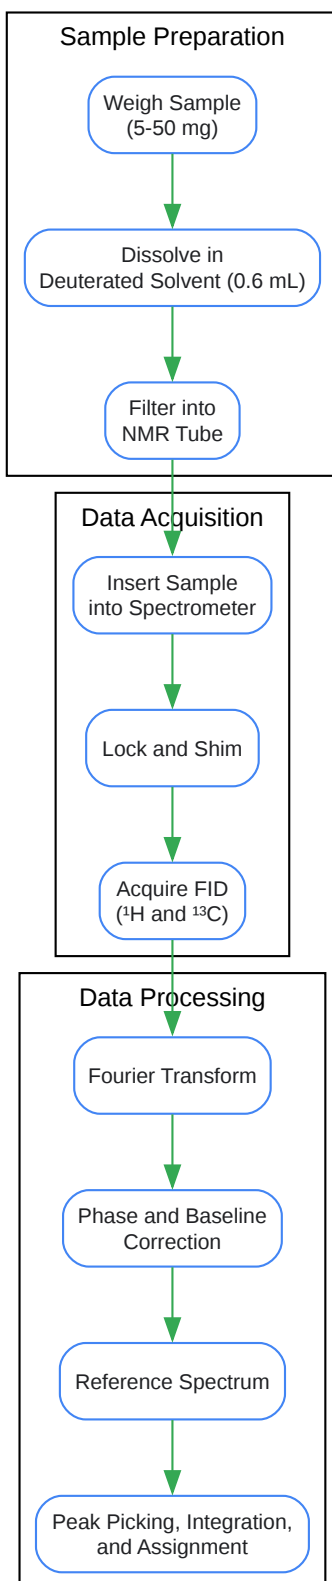 Sample Preparation
Weigh Sample
(5-50 mg)
Dissolve in
Deuterated Solvent (0.6 mL)
Filter into
NMR Tube
Data Acquisition
Insert Sample
into Spectrometer
Lock and Shim
Acquire FID
(¹H and ¹³C)
Data Processing
Fourier Transform
Phase and Baseline
Correction
Reference Spectrum
Peak Picking, Integration,
and Assignment